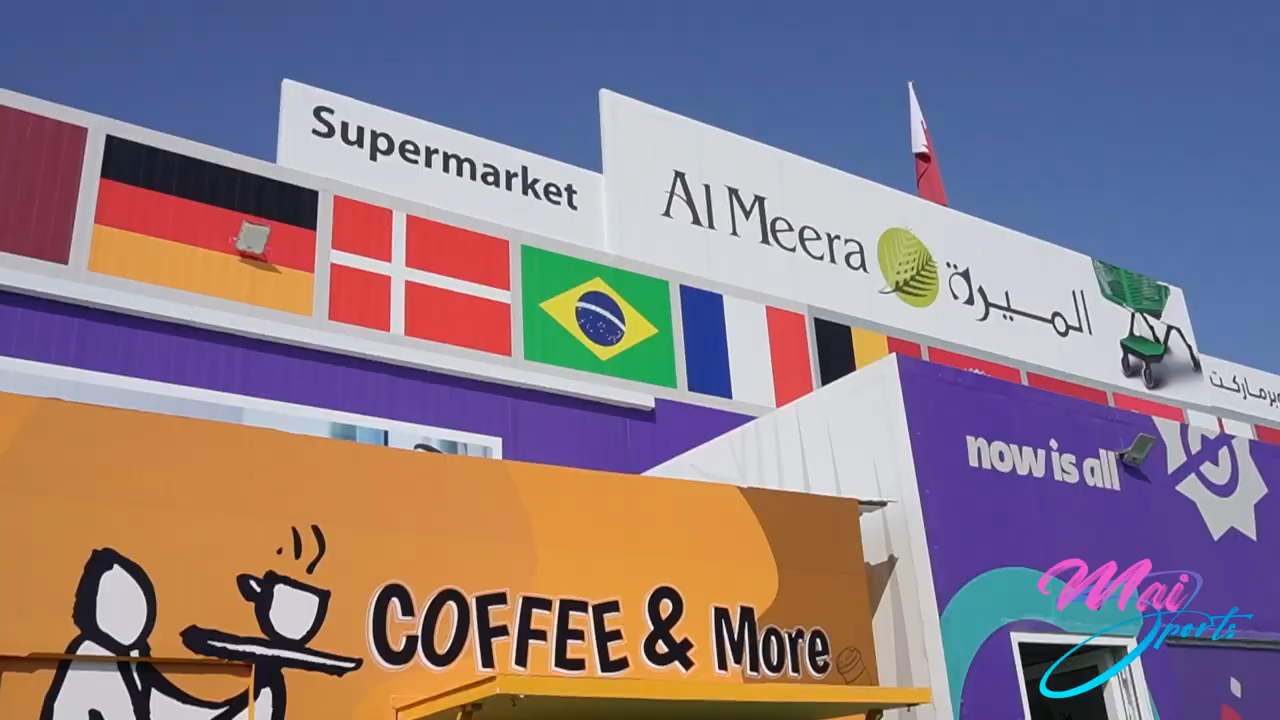 Supermarket
Al Meera الميرة
now is all
COFFEE & More
Mai
Sports